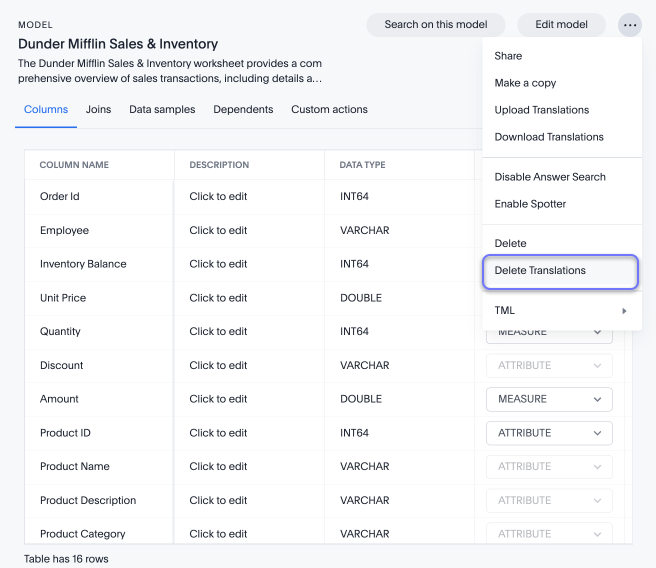 MODEL
Search on this model
Edit model
Dunder Mifflin Sales & Inventory
The Dunder Mifflin Sales & Inventory worksheet provides a com
prehensive overview of sales transactions, including details a...
Share
Make a copy
Upload Translations
Download Translations
Disable Answer Search
Enable Spotter
Delete
Delete Translations
TML
Columns Joins Data samples Dependents Custom actions
COLUMN NAME DESCRIPTION DATA TYPE
Order Id Click to edit INT64
Employee Click to edit VARCHAR
Inventory Balance Click to edit INT64
Unit Price Click to edit DOUBLE
Quantity Click to edit INT64 MEASURE
Discount Click to edit VARCHAR ATTRIBUTE
Amount Click to edit DOUBLE MEASURE
Product ID Click to edit INT64 ATTRIBUTE
Product Name Click to edit VARCHAR ATTRIBUTE
Product Description Click to edit VARCHAR ATTRIBUTE
Product Category Click to edit VARCHAR ATTRIBUTE
Table has 16 rows